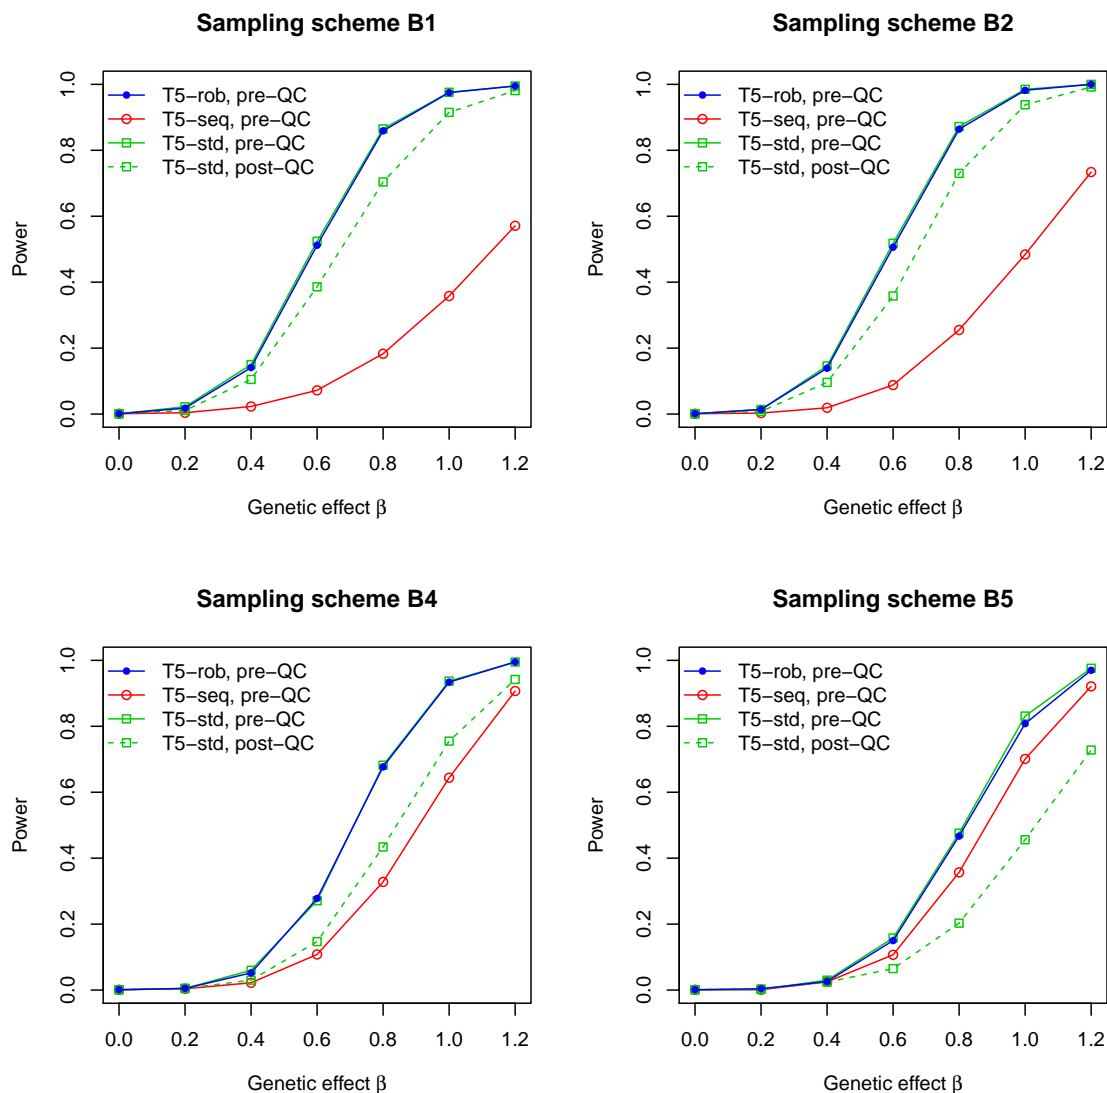 Sampling scheme B1
Power
0.0 0.2 0.4 0.6 0.8 1.0
T5−rob, pre−QC
T5−seq, pre−QC
T5−std, pre−QC
T5−std, post−QC
0.0 0.2 0.4 0.6 0.8 1.0 1.2
Genetic effect β
Sampling scheme B2
Power
0.0 0.2 0.4 0.6 0.8 1.0
T5−rob, pre−QC
T5−seq, pre−QC
T5−std, pre−QC
T5−std, post−QC
0.0 0.2 0.4 0.6 0.8 1.0 1.2
Genetic effect β
Sampling scheme B4
Power
0.0 0.2 0.4 0.6 0.8 1.0
T5−rob, pre−QC
T5−seq, pre−QC
T5−std, pre−QC
T5−std, post−QC
0.0 0.2 0.4 0.6 0.8 1.0 1.2
Genetic effect β
Sampling scheme B5
Power
0.0 0.2 0.4 0.6 0.8 1.0
T5−rob, pre−QC
T5−seq, pre−QC
T5−std, pre−QC
T5−std, post−QC
0.0 0.2 0.4 0.6 0.8 1.0 1.2
Genetic effect β